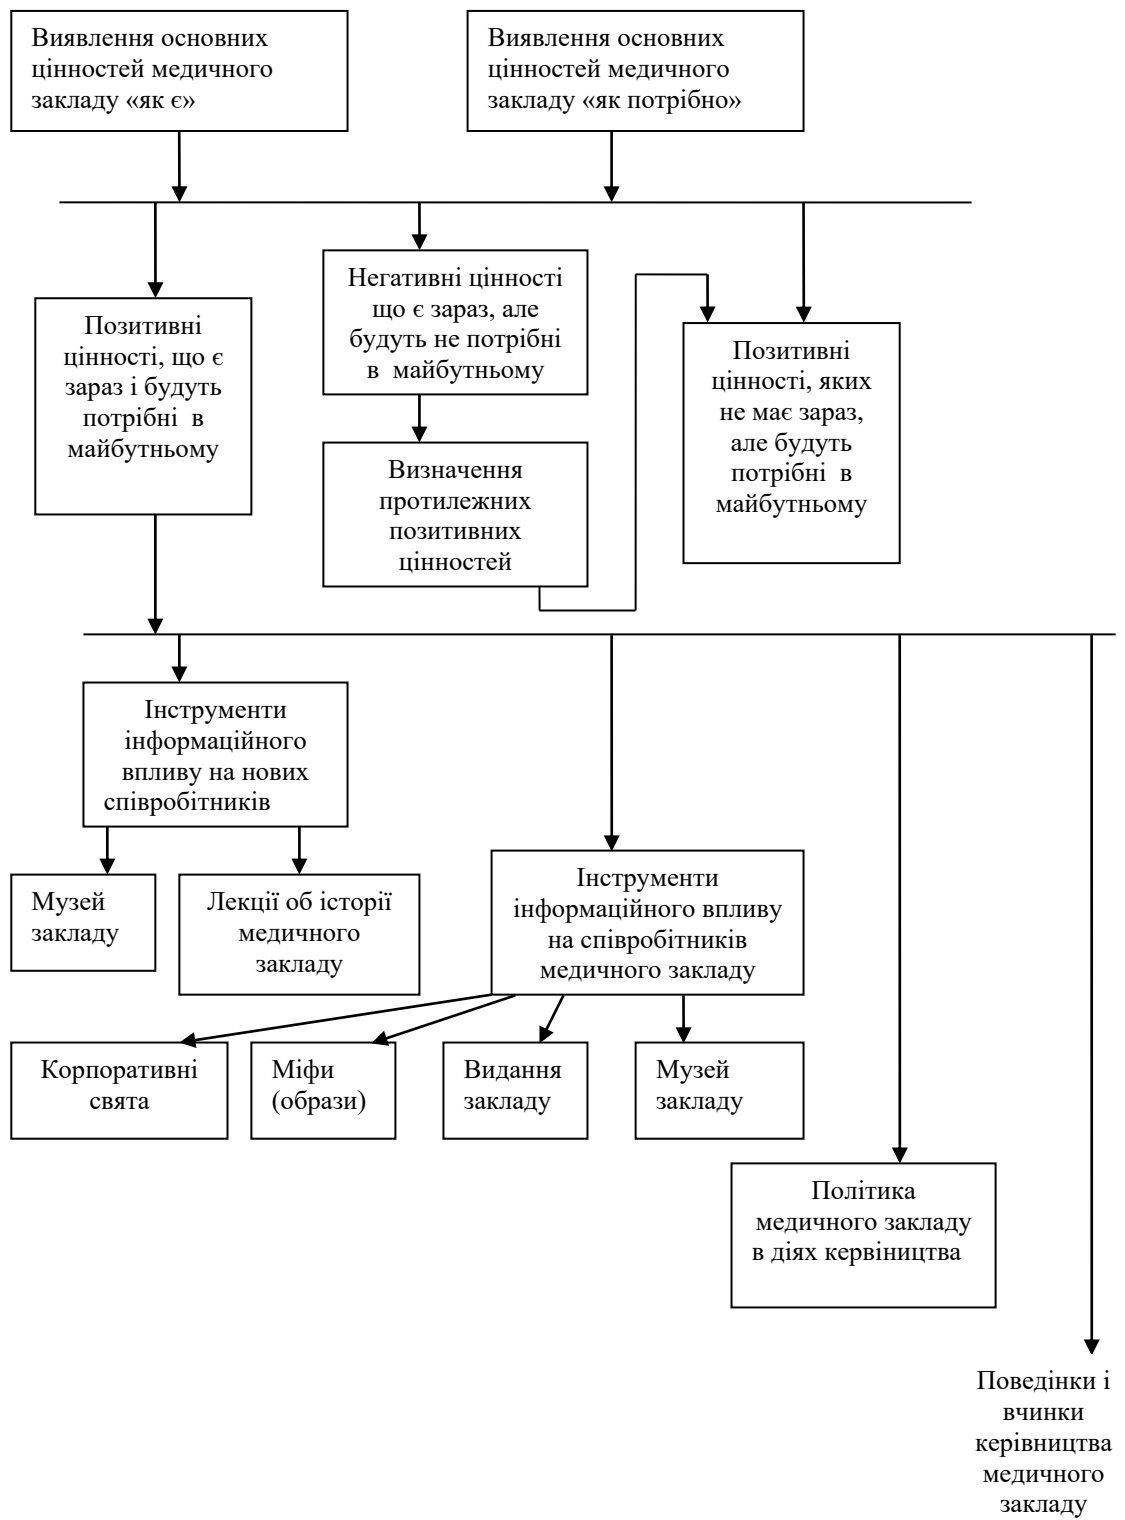 Виявлення основних
цінностей медичного
закладу «як є»
Виявлення основних
цінностей медичного
закладу «як потрібно»
Позитивні
цінності, що є
зараз і будуть
потрібні в
майбутньому
Негативні цінності
що є зараз, але
будуть не потрібні
в майбутньому
Визначення
протилежних
позитивних
цінностей
Позитивні
цінності, яких
не має зараз,
але будуть
потрібні в
майбутньому
Інструменти
інформаційного
впливу на нових
співробітників
Музей
закладу
Лекції об історії
медичного
закладу
Інструменти
інформаційного впливу
на співробітників
медичного закладу
Корпоративні
свята
Міфи
(образи)
Видання
закладу
Музей
закладу
Політика
медичного закладу
в діях кервіництва
Поведінки і
вчинки
керівництва
медичного
закладу